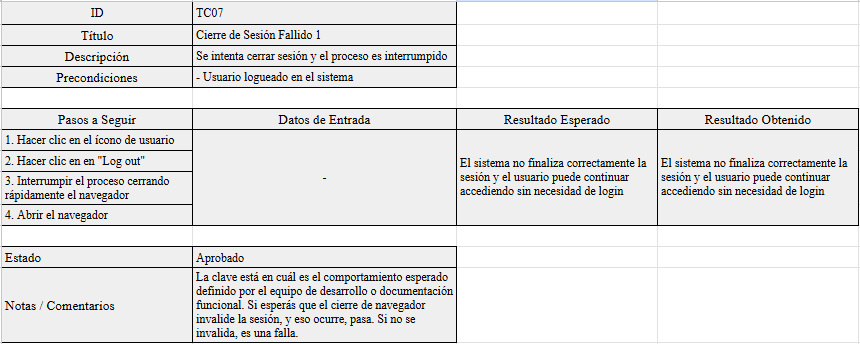 ID
TC07
Título
Cierre de Sesión Fallido 1
Descripción
Se intenta cerrar sesión y el proceso es interrumpido
Precondiciones
- Usuario logueado en el sistema
Pasos a Seguir
Datos de Entrada
Resultado Esperado
Resultado Obtenido
1. Hacer clic en el ícono de usuario
2. Hacer clic en en "Log out"
3. Interrumpir el proceso cerrando
rápidamente el navegador
4. Abrir el navegador
-
El sistema no finaliza correctamente la
sesión y el usuario puede continuar
accediendo sin necesidad de login
El sistema no finaliza correctamente la
sesión y el usuario puede continuar
accediendo sin necesidad de login
Estado
Aprobado
Notas / Comentarios
La clave está en cuál es el comportamiento esperado
definido por el equipo de desarrollo o documentación
funcional. Si esperás que el cierre de navegador
invalide la sesión, y eso ocurre, pasa. Si no se
invalida, es una falla.